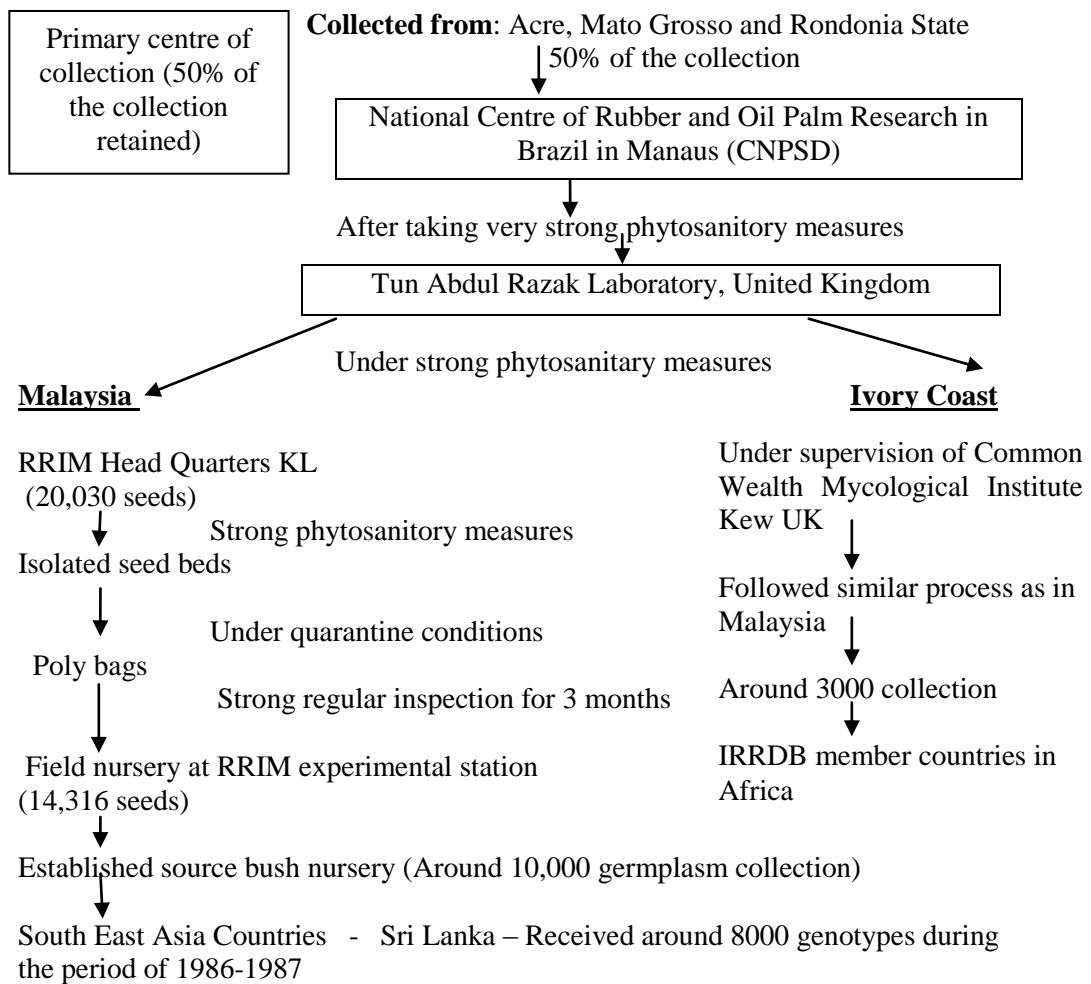 Primary centre of
collection (50% of
the collection
retained)
Collected from: Acre, Mato Grosso and Rondonia State
50% of the collection
National Centre of Rubber and Oil Palm Research in
Brazil in Manaus (CNPSD)
After taking very strong phytosanitory measures
Tun Abdul Razak Laboratory, United Kingdom
Under strong phytosanitary measures
Malaysia
RRIM Head Quarters KL
(20,030 seeds)
Strong phytosanitory measures
Isolated seed beds
Under quarantine conditions
Poly bags
Strong regular inspection for 3 months
Field nursery at RRIM experimental station
(14,316 seeds)
Ivory Coast
Under supervision of Common
Wealth Mycological Institute
Kew UK
Followed similar process as in
Malaysia
Around 3000 collection
IRRDB member countries in
Africa
Established source bush nursery (Around 10,000 germplasm collection)
South East Asia Countries - Sri Lanka – Received around 8000 genotypes during
the period of 1986-1987